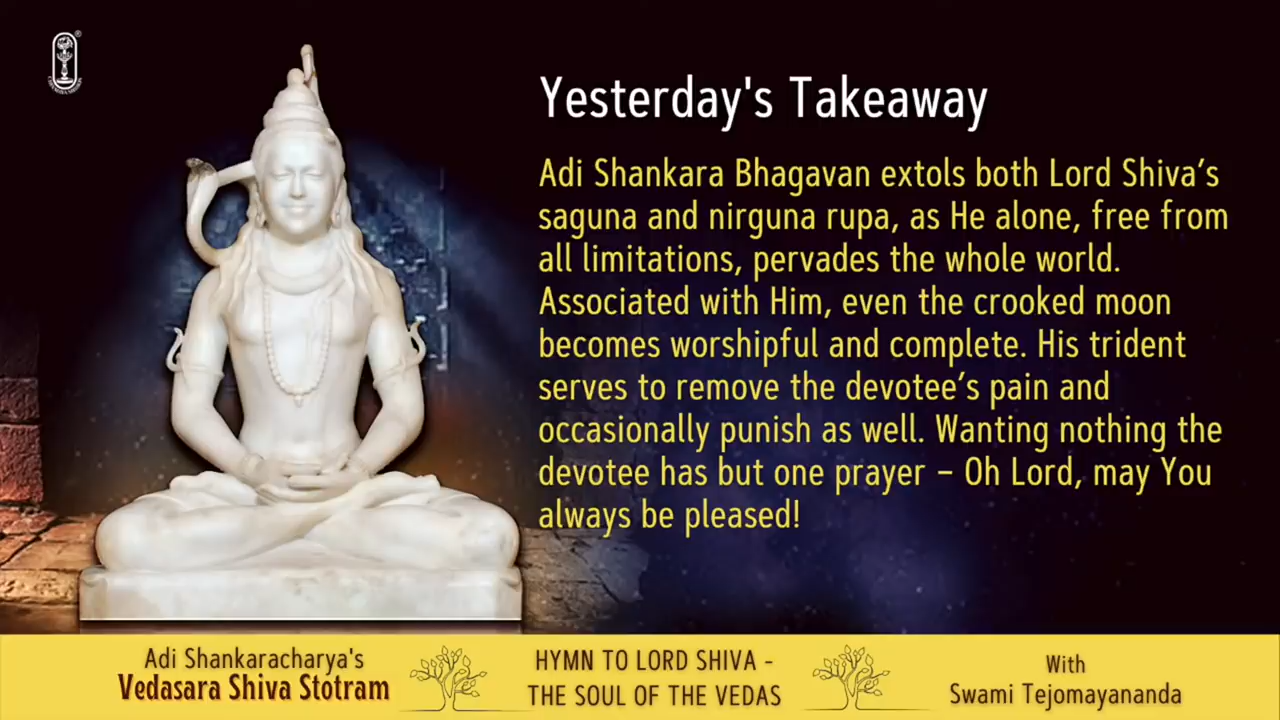 Yesterday's Takeaway
Adi Shankara Bhagavan extols both Lord Shiva’s
saguna and nirguna rupa, as He alone, free from
all limitations, pervades the whole world.
Associated with Him, even the crooked moon
becomes worshipful and complete. His trident
serves to remove the devotee’s pain and
occasionally punish as well. Wanting nothing the
devotee has but one prayer – Oh Lord, may You
always be pleased!
Adi Shankaracharya's
Vedasara Shiva Stotram
HYMN TO LORD SHIVA -
THE SOUL OF THE VEDAS
With
Swami Tejomayananda